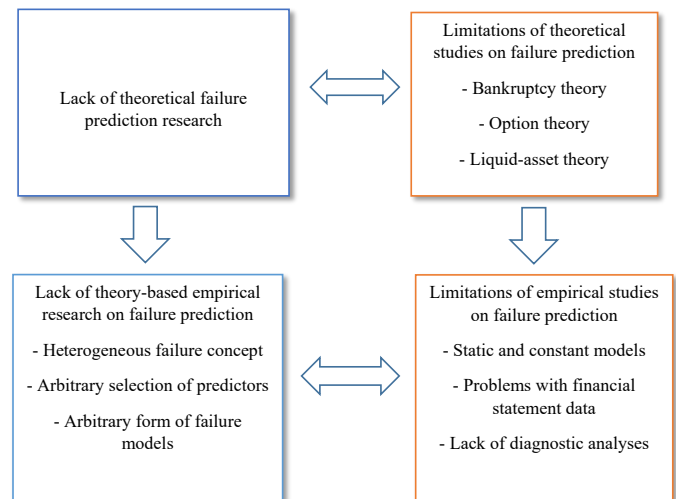 Lack of theoretical failure
prediction research
Limitations of theoretical
studies on failure prediction
- Bankruptcy theory
- Option theory
- Liquid-asset theory
Lack of theory-based empirical
research on failure prediction
- Heterogeneous failure concept
- Arbitrary selection of predictors
- Arbitrary form of failure
models
Limitations of empirical studies
on failure prediction
- Static and constant models
- Problems with financial
statement data
- Lack of diagnostic analyses